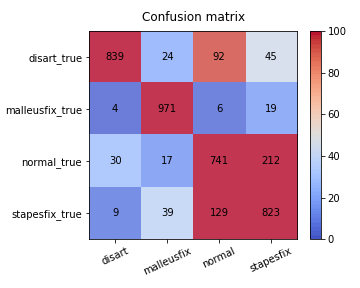 Confusion matrix
disart_true 839 24 92 45 100
malleusfix_true 4 971 6 19 80
normal_true 30 17 741 212 60
stapesfix_true 9 39 129 823 40
20
0
disart malleusfix normal stapesfix